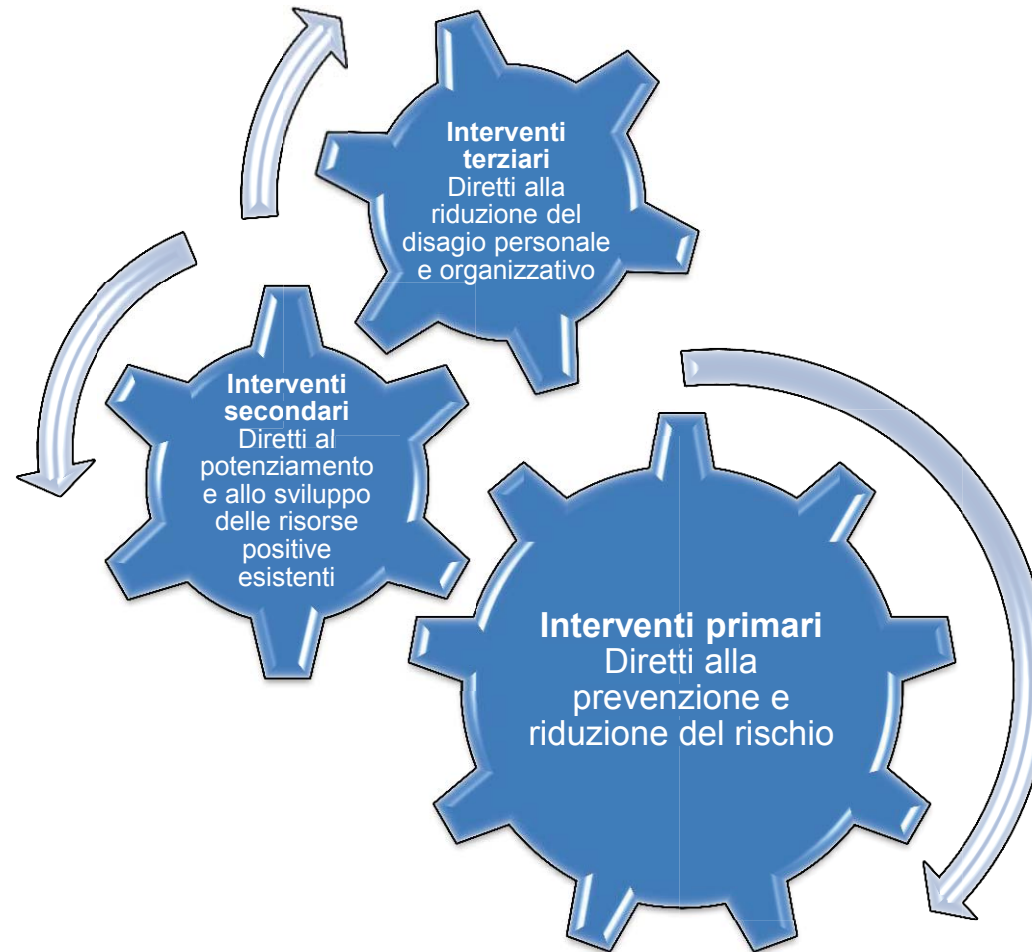 Interventi
terziari
Diretti alla
riduzione del
disagio personale
e organizzativo
Interventi
secondari
Diretti al
potenziamento
e allo sviluppo
delle risorse
positive
esistenti
Interventi primari
Diretti alla
prevenzione e
riduzione del rischio